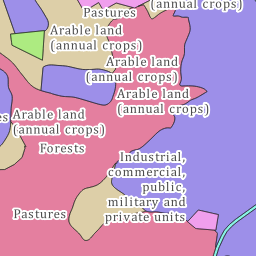 (annual crops)
Pastures
Arable land
(annual crops)
Arable land
(annual crops)
Arable land
(annual crops)
Arable land
(annual crops)
Forests
Industrial,
commercial,
public,
military and
private units
Pastures